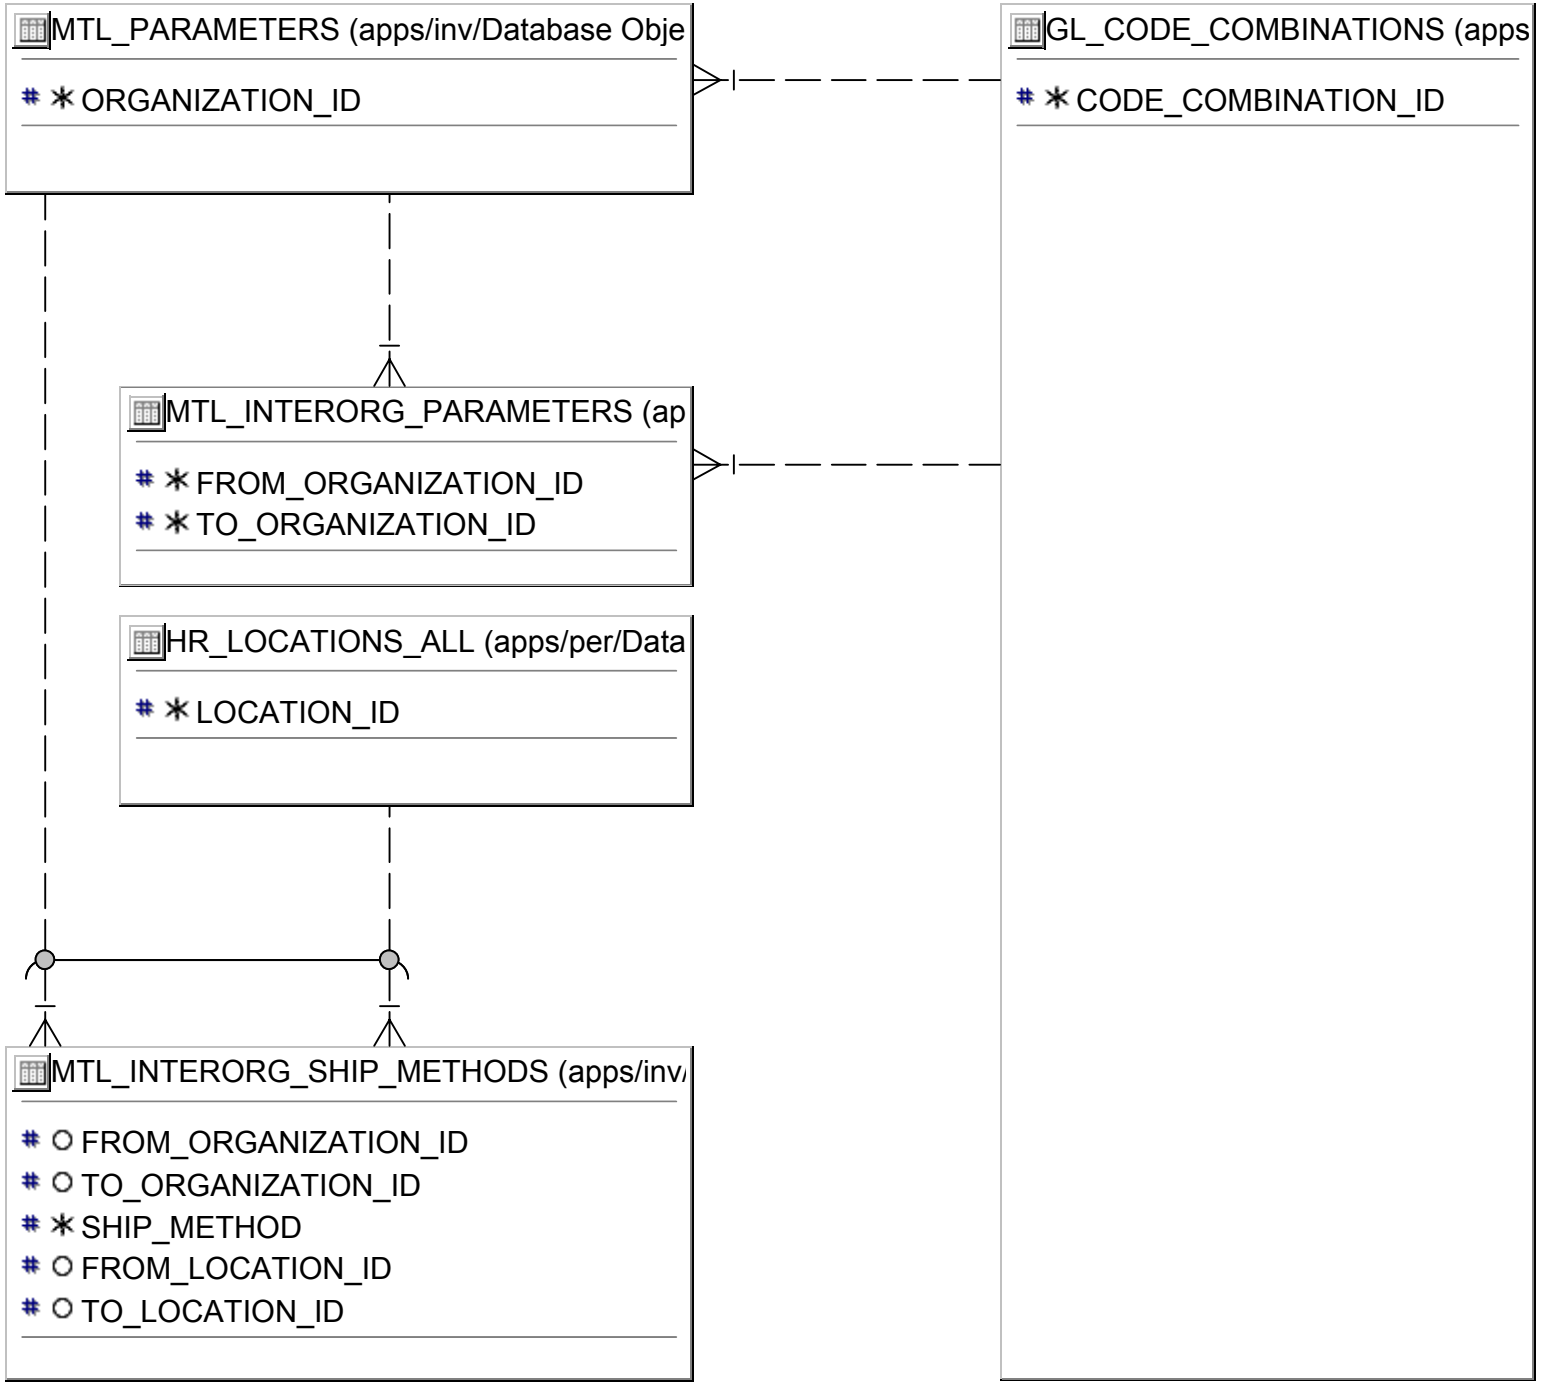 MTL_PARAMETERS (apps/inv/Database Obje
# * ORGANIZATION_ID
GL_CODE_COMBINATIONS (apps
# * CODE_COMBINATION_ID
MTL_INTERORG_PARAMETERS (ap
# * FROM_ORGANIZATION_ID
# * TO_ORGANIZATION_ID
HR_LOCATIONS_ALL (apps/per/Data
# * LOCATION_ID
MTL_INTERORG_SHIP_METHODS (apps/inv/
# O FROM_ORGANIZATION_ID
# O TO_ORGANIZATION_ID
# * SHIP_METHOD
# O FROM_LOCATION_ID
# O TO_LOCATION_ID